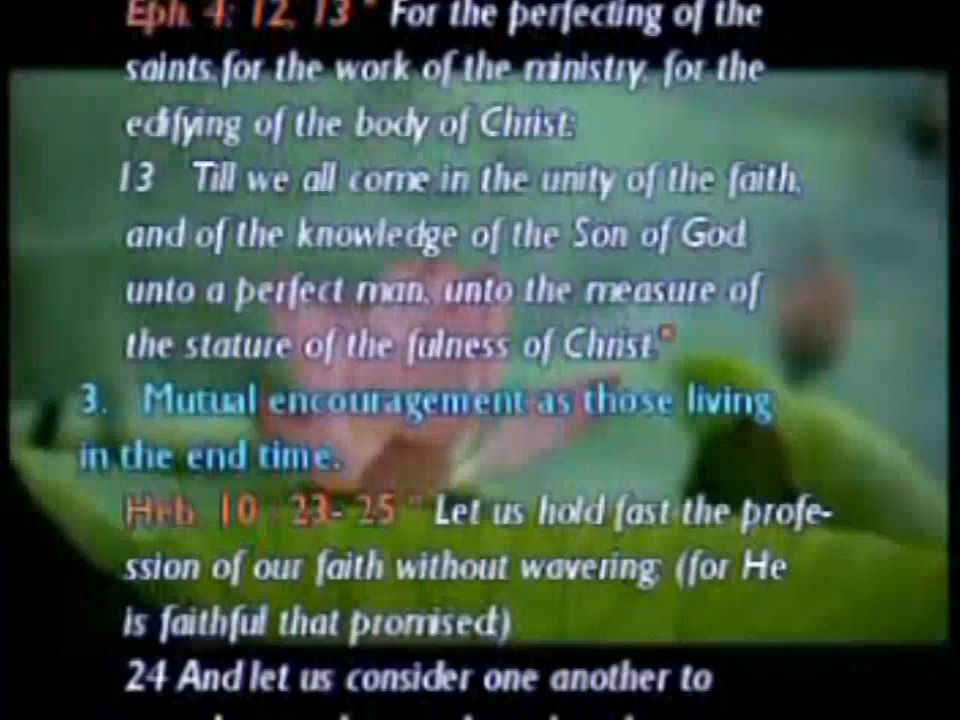 Eph. 4: 12, 13 " For the perfecting of the
saints,for the work of the ministry, for the
edifying of the body of Christ:
13 Till we all come in the unity of the faith,
and of the knowledge of the Son of God
unto a perfect man, unto the measure of
the stature of the fulness of Christ."
3. Mutual encouragement as those living
in the end time.
Heb. 10 : 23- 25 " Let us hold fast the profe-
ssion of our faith without wavering; (for He
is faithful that promised;)
24 And let us consider one another to